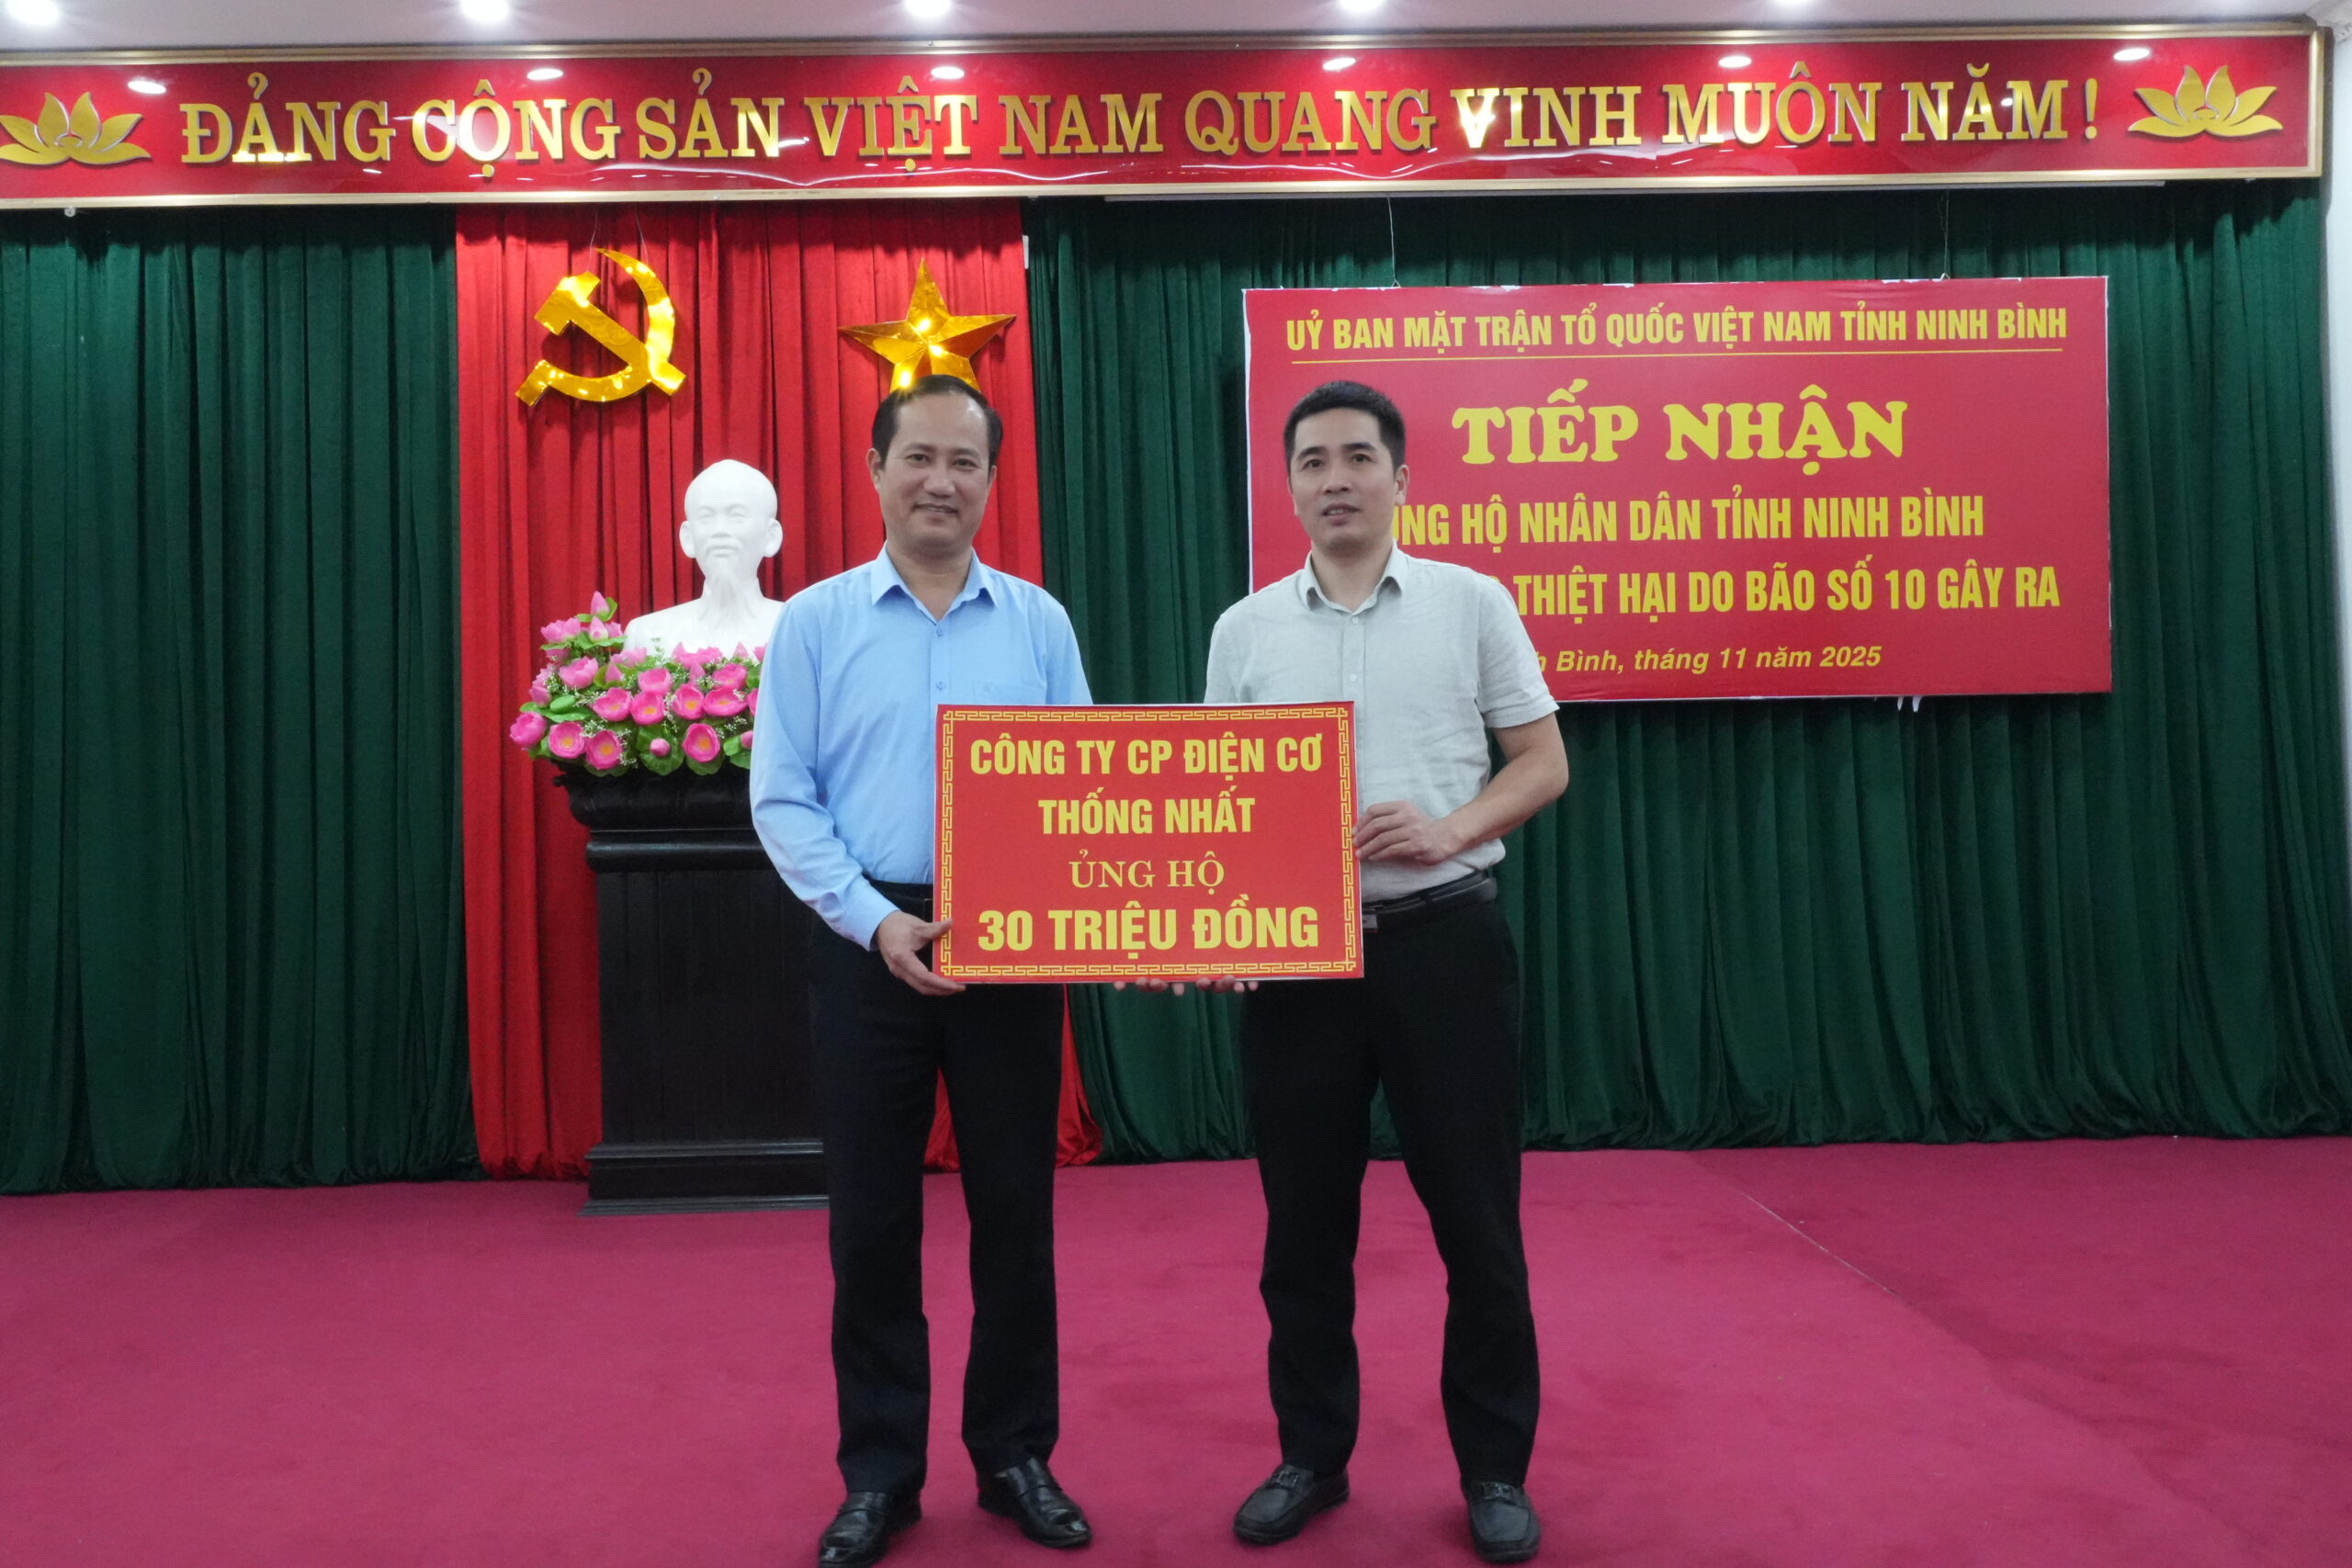 ĐẢNG CỘNG SẢN VIỆT NAM QUANG VINH MUÔN NĂM !
UỶ BAN MẶT TRẬN TỔ QUỐC VIỆT NAM TỈNH NINH BÌNH
TIẾP NHẬN
HỘ NHÂN DÂN TỈNH NINH BÌNH
THIỆT HẠI DO BÃO SỐ 10 GÂY RA
Bình, tháng 11 năm 2025
CÔNG TY CP ĐIỆN CƠ
THỐNG NHẤT
ỦNG HỘ
30 TRIỆU ĐỒNG